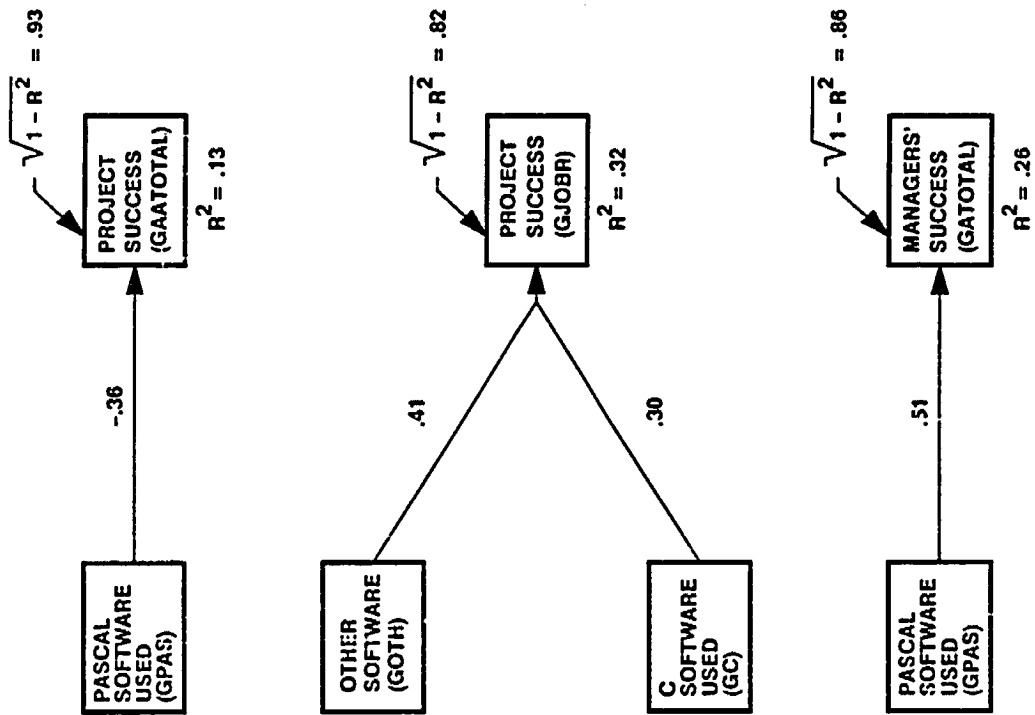 PASCAL
SOFTWARE
USED
(GPAS)
-.36
PROJECT
SUCCESS
(GAATOTAL)
R² = .13
√1 - R² = .93
OTHER
SOFTWARE
(GOTH)
.41
C
SOFTWARE
USED
(GC)
.30
PROJECT
SUCCESS
(GJOBR)
R² = .32
√1 - R² = .82
PASCAL
SOFTWARE
USED
(GPAS)
.51
MANAGERS'
SUCCESS
(GATOTAL)
R² = .26
√1 - R² = .86